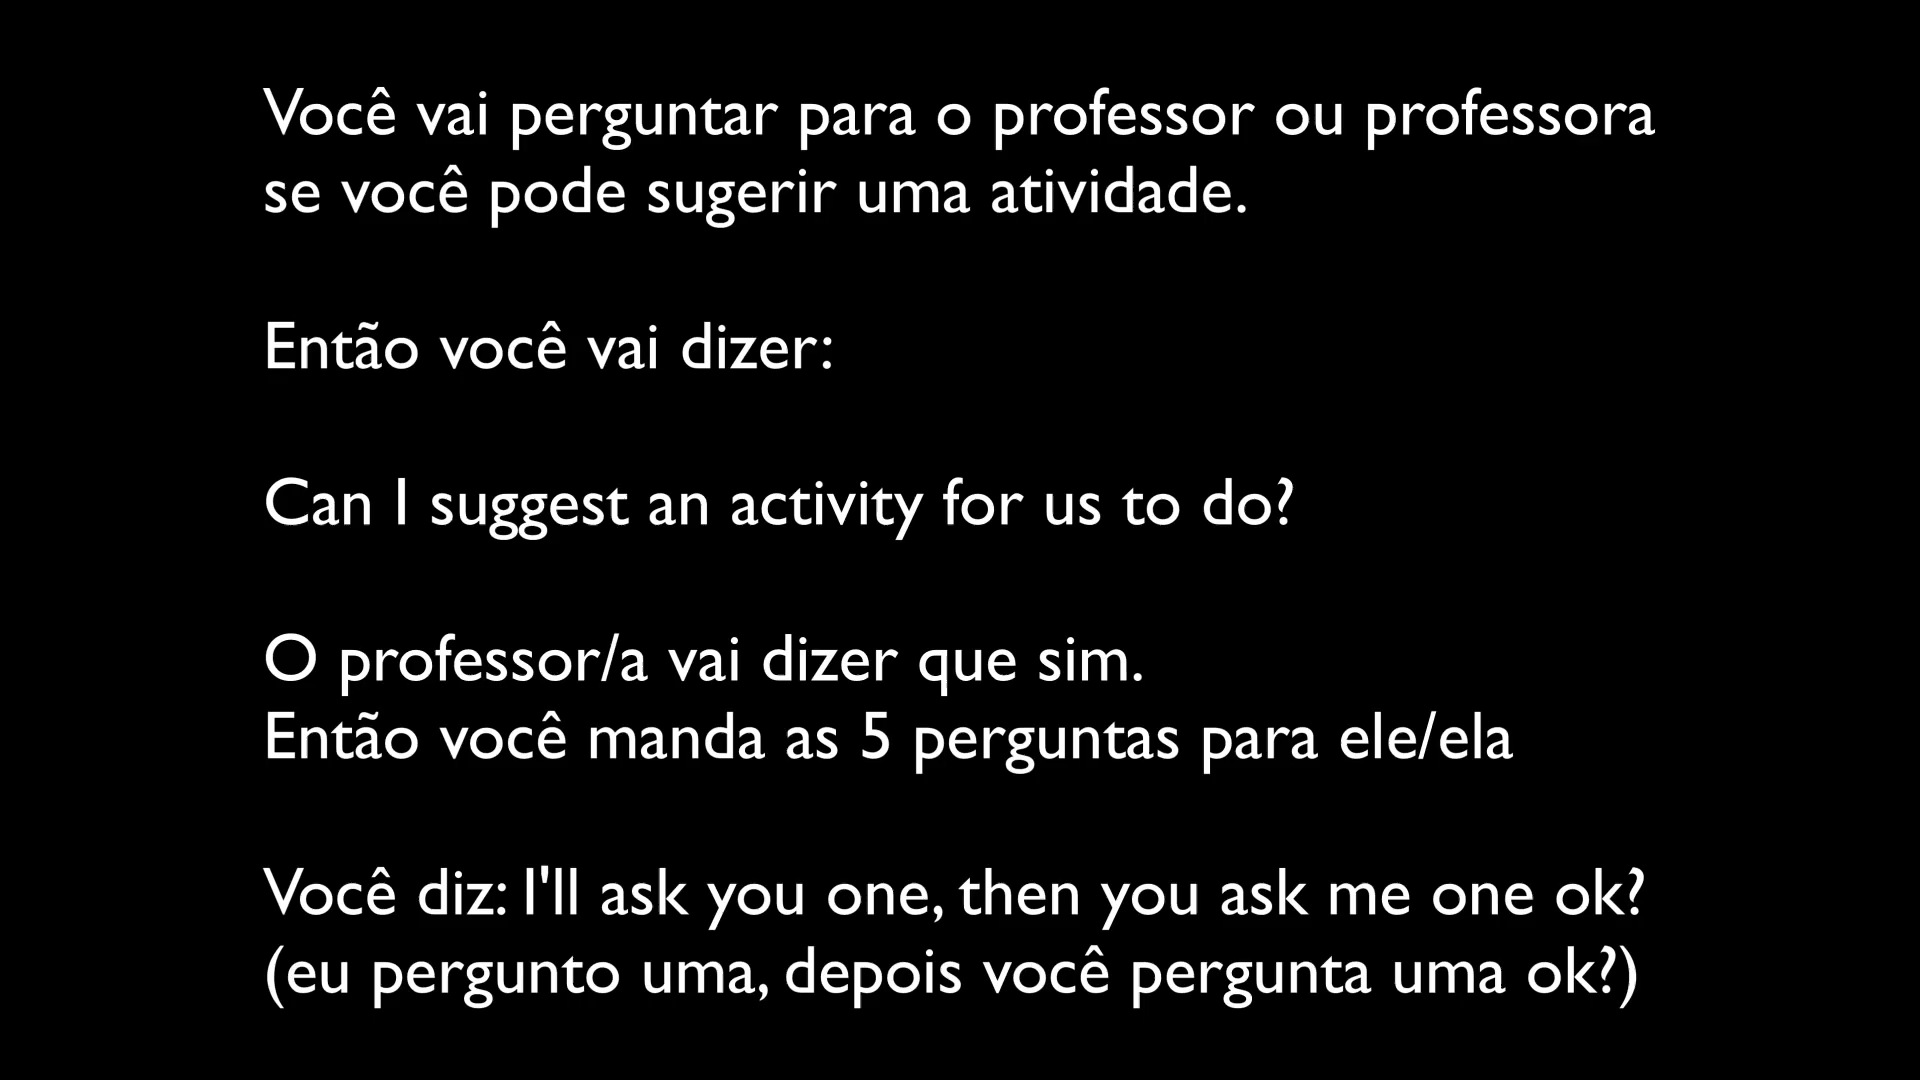 Você vai perguntar para o professor ou professora
se você pode sugerir uma atividade.
Então você vai dizer:
Can I suggest an activity for us to do?
O professor/a vai dizer que sim.
Então você manda as 5 perguntas para ele/ela
Você diz: I'll ask you one, then you ask me one ok?
(eu pergunto uma, depois você pergunta uma ok?)